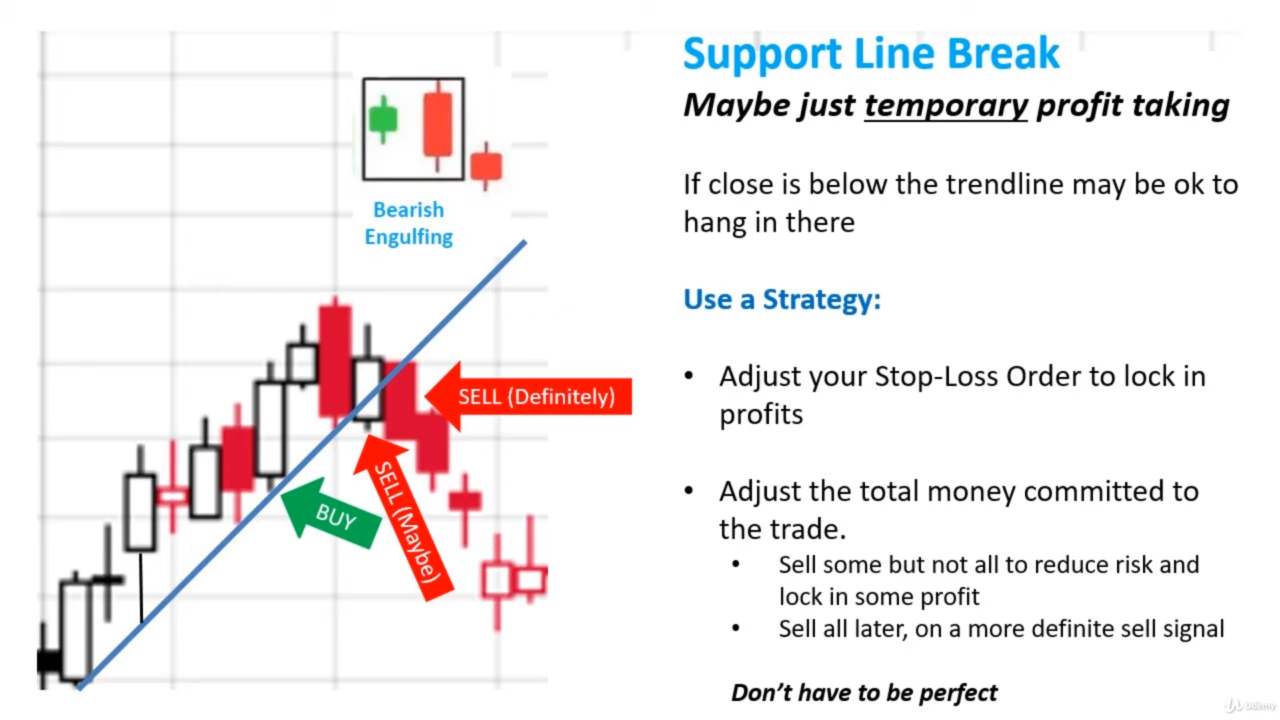 Support Line Break
Maybe just temporary profit taking
If close is below the trendline may be ok to
hang in there
Use a Strategy:
• Adjust your Stop-Loss Order to lock in
profits
• Adjust the total money committed to
the trade.
• Sell some but not all to reduce risk and
lock in some profit
• Sell all later, on a more definite sell signal
Don't have to be perfect
Bearish
Engulfing
SELL (Definitely)
SELL (Maybe)
BUY
Udemy